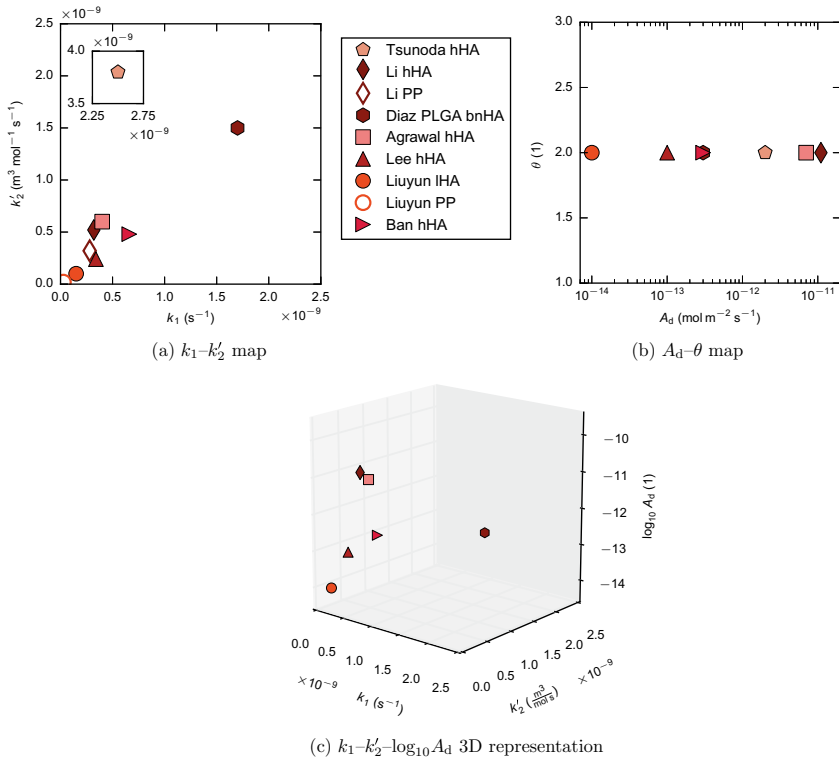 2.5 ×10⁻⁹
2.0
1.5
1.0
0.5
0.0
k′₂ (m³ mol⁻¹ s⁻¹)
×10⁻⁹
4.0
3.5
2.25 2.75
×10⁻⁹
0.0 0.5 1.0 1.5 2.0 2.5
k₁ (s⁻¹) ×10⁻⁹
(a) k₁–k′₂ map
Tsunoda hHA
Li hHA
Li PP
Diaz PLGA bnHA
Agrawal hHA
Lee hHA
Liuyun lHA
Liuyun PP
Ban hHA
3.0
2.5
2.0
1.5
1.0
θ (1)
10⁻¹⁴ 10⁻¹³ 10⁻¹² 10⁻¹¹
A_d (mol m⁻² s⁻¹)
(b) A_d–θ map
−10
−11
−12
−13
−14
log₁₀ A_d (1)
0.0 0.5 1.0 1.5 2.0 2.5
×10⁻⁹
k₁ (s⁻¹)
0.0 0.5 1.0 1.5 2.0 2.5
×10⁻⁹
k′₂ (m³/mol s)
(c) k₁–k′₂–log₁₀A_d 3D representation